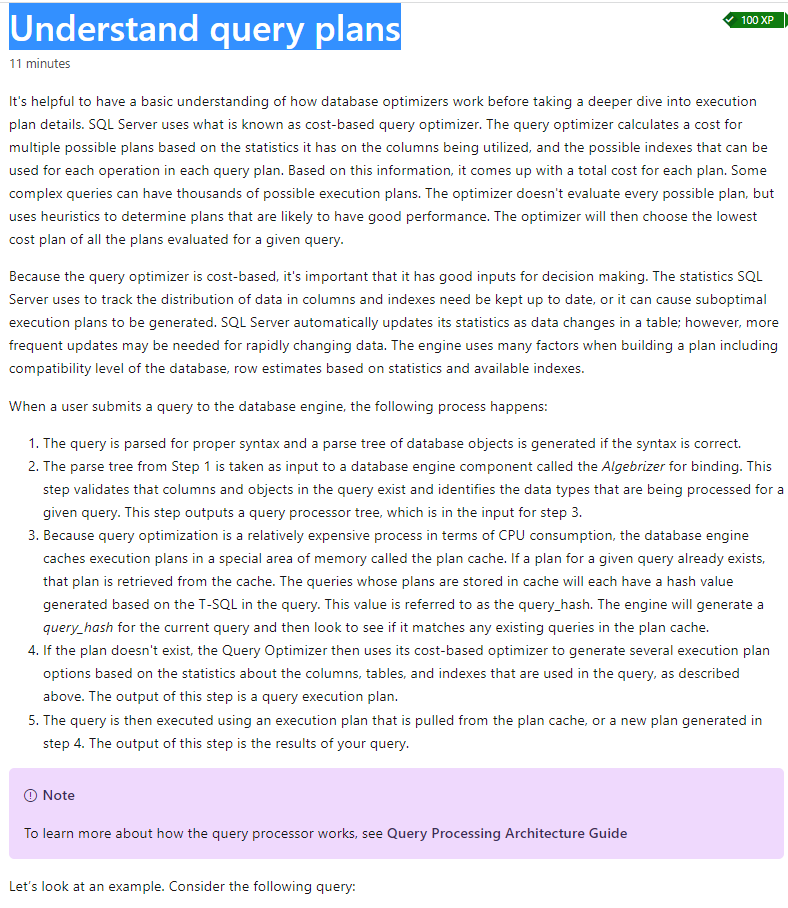 Understand query plans
100 XP
11 minutes
It's helpful to have a basic understanding of how database optimizers work before taking a deeper dive into execution
plan details. SQL Server uses what is known as cost-based query optimizer. The query optimizer calculates a cost for
multiple possible plans based on the statistics it has on the columns being utilized, and the possible indexes that can be
used for each operation in each query plan. Based on this information, it comes up with a total cost for each plan. Some
complex queries can have thousands of possible execution plans. The optimizer doesn't evaluate every possible plan, but
uses heuristics to determine plans that are likely to have good performance. The optimizer will then choose the lowest
cost plan of all the plans evaluated for a given query.
Because the query optimizer is cost-based, it's important that it has good inputs for decision making. The statistics SQL
Server uses to track the distribution of data in columns and indexes need be kept up to date, or it can cause suboptimal
execution plans to be generated. SQL Server automatically updates its statistics as data changes in a table; however, more
frequent updates may be needed for rapidly changing data. The engine uses many factors when building a plan including
compatibility level of the database, row estimates based on statistics and available indexes.
When a user submits a query to the database engine, the following process happens:
1. The query is parsed for proper syntax and a parse tree of database objects is generated if the syntax is correct.
2. The parse tree from Step 1 is taken as input to a database engine component called the Algebrizer for binding. This
step validates that columns and objects in the query exist and identifies the data types that are being processed for a
given query. This step outputs a query processor tree, which is in the input for step 3.
3. Because query optimization is a relatively expensive process in terms of CPU consumption, the database engine
caches execution plans in a special area of memory called the plan cache. If a plan for a given query already exists,
that plan is retrieved from the cache. The queries whose plans are stored in cache will each have a hash value
generated based on the T-SQL in the query. This value is referred to as the query_hash. The engine will generate a
query_hash for the current query and then look to see if it matches any existing queries in the plan cache.
4. If the plan doesn't exist, the Query Optimizer then uses its cost-based optimizer to generate several execution plan
options based on the statistics about the columns, tables, and indexes that are used in the query, as described
above. The output of this step is a query execution plan.
5. The query is then executed using an execution plan that is pulled from the plan cache, or a new plan generated in
step 4. The output of this step is the results of your query.
Note
To learn more about how the query processor works, see Query Processing Architecture Guide
Let's look at an example. Consider the following query: